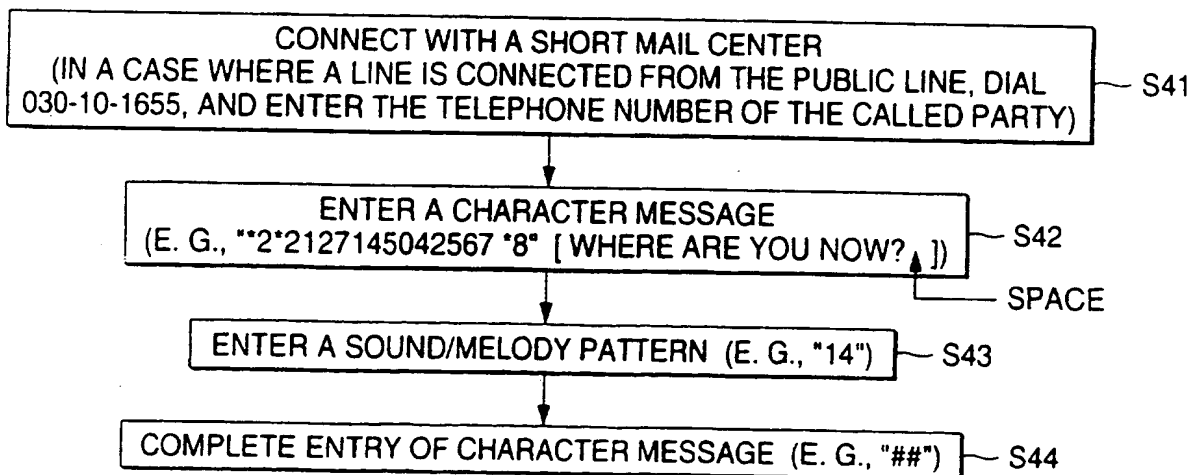 CONNECT WITH A SHORT MAIL CENTER
(IN A CASE WHERE A LINE IS CONNECTED FROM THE PUBLIC LINE, DIAL
030-10-1655, AND ENTER THE TELEPHONE NUMBER OF THE CALLED PARTY)
S41
ENTER A CHARACTER MESSAGE
(E. G., "*2*2127145042567 *8" [ WHERE ARE YOU NOW? ])
S42
SPACE
ENTER A SOUND/MELODY PATTERN (E. G., "14")
S43
COMPLETE ENTRY OF CHARACTER MESSAGE (E. G., "##")
S44